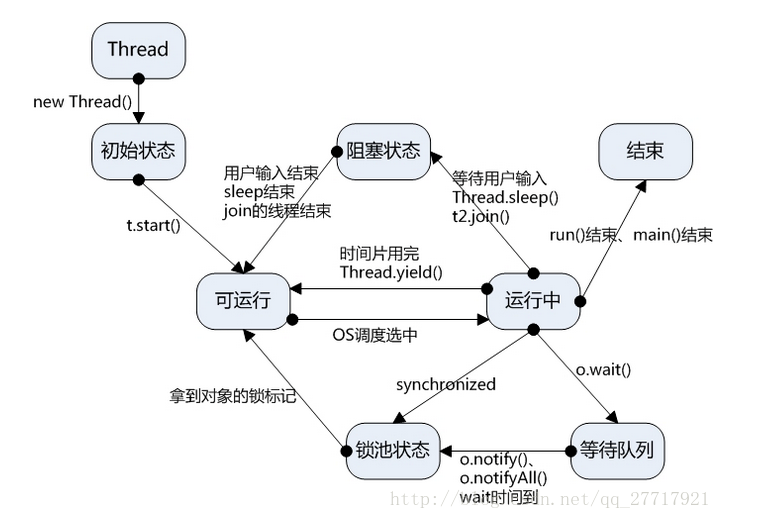 Thread
new Thread()
初始状态
阻塞状态
结束
用户输入结束
sleep结束
join的线程结束
等待用户输入
Thread.sleep()
t2.join()
t.start()
run()结束、main()结束
时间片用完
Thread.yield()
可运行
运行中
OS调度选中
synchronized
o.wait()
拿到对象的锁标记
锁池状态
等待队列
o.notify()、
o.notifyAll()
wait时间到